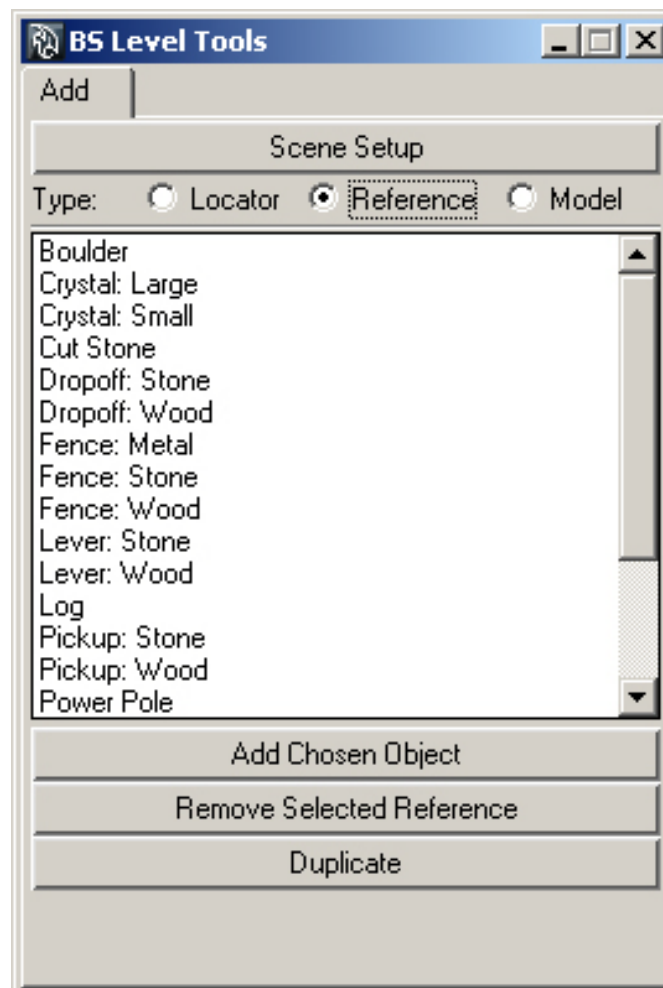 BS Level Tools
Add
Scene Setup
Type: Locator Reference Model
Boulder
Crystal: Large
Crystal: Small
Cut Stone
Dropoff: Stone
Dropoff: Wood
Fence: Metal
Fence: Stone
Fence: Wood
Lever: Stone
Lever: Wood
Log
Pickup: Stone
Pickup: Wood
Power Pole
Add Chosen Object
Remove Selected Reference
Duplicate